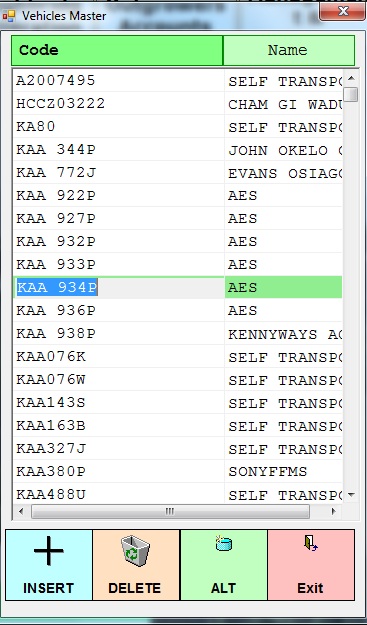 Vehicles Master
Code Name
A2007495 SELF TRANSPO
HCCZ03222 CHAM GI WADU
KA80 SELF TRANSPO
KAA 344P JOHN OKELO
KAA 772J EVANS OSIAGO
KAA 922P AES
KAA 927P AES
KAA 932P AES
KAA 933P AES
KAA 934P AES
KAA 936P AES
KAA 938P KENNYWAYS AG
KAA076K SELF TRANSPO
KAA076W SELF TRANSPO
KAA143S SELF TRANSPO
KAA163B SELF TRANSPO
KAA327J SELF TRANSPO
KAA380P SONYFFMS
KAA488U SELF TRANSPO
INSERT DELETE ALT Exit